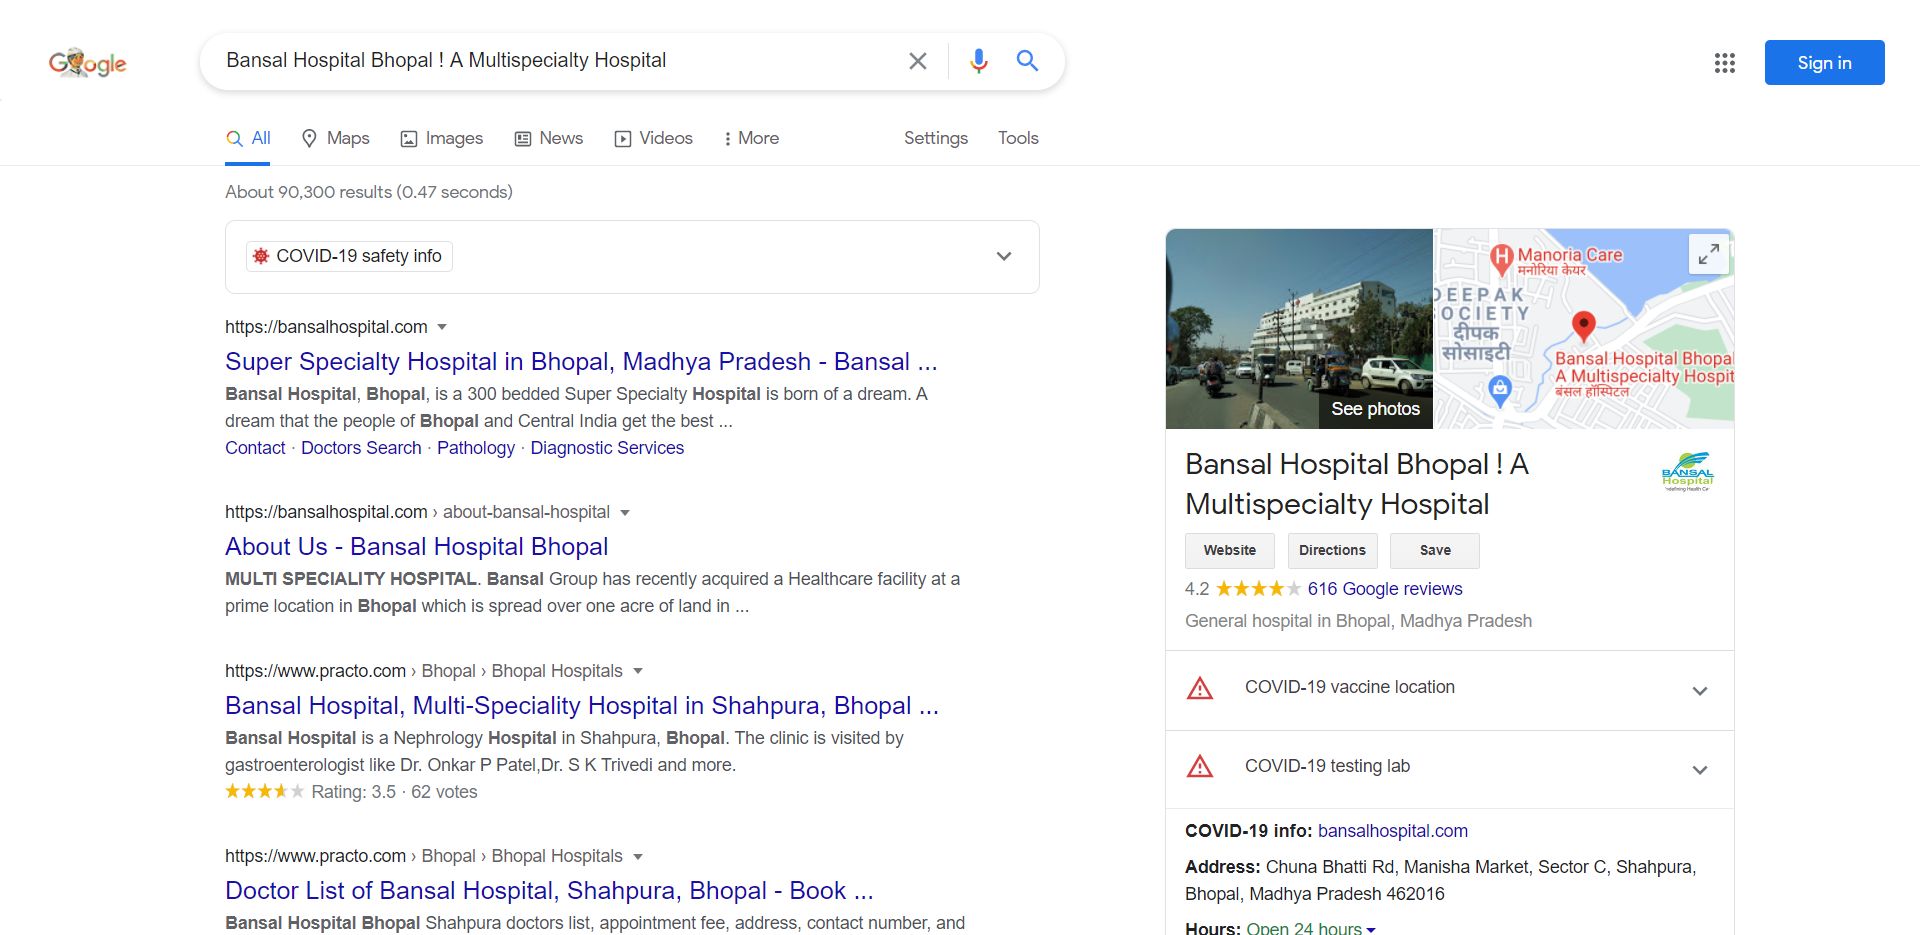 Google
Bansal Hospital Bhopal ! A Multispecialty Hospital
Sign in
All
Maps
Images
News
Videos
More
Settings
Tools
About 90,300 results (0.47 seconds)
COVID-19 safety info
https://bansalhospital.com
Super Specialty Hospital in Bhopal, Madhya Pradesh - Bansal ...
Bansal Hospital, Bhopal, is a 300 bedded Super Specialty Hospital is born of a dream. A
dream that the people of Bhopal and Central India get the best ...
Contact · Doctors Search · Pathology · Diagnostic Services
https://bansalhospital.com › about-bansal-hospital
About Us - Bansal Hospital Bhopal
MULTI SPECIALITY HOSPITAL. Bansal Group has recently acquired a Healthcare facility at a
prime location in Bhopal which is spread over one acre of land in ...
https://www.practo.com › Bhopal › Bhopal Hospitals
Bansal Hospital, Multi-Speciality Hospital in Shahpura, Bhopal ...
Bansal Hospital is a Nephrology Hospital in Shahpura, Bhopal. The clinic is visited by
gastroenterologist like Dr. Onkar P Patel,Dr. S K Trivedi and more.
Rating: 3.5 · 62 votes
https://www.practo.com › Bhopal › Bhopal Hospitals
Doctor List of Bansal Hospital, Shahpura, Bhopal - Book ...
Bansal Hospital Bhopal Shahpura doctors list, appointment fee, address, contact number, and
See photos
H
Manoria Care
मनोरिया केयर
DEEPAK
OCIETY
दीपक
सोसाइटी
Bansal Hospital Bhopal
A Multispecialty Hospit
बंसल हॉस्पिटल
Bansal Hospital Bhopal ! A
Multispecialty Hospital
BANSAL
Hospital
Website
Directions
Save
4.2
616 Google reviews
General hospital in Bhopal, Madhya Pradesh
COVID-19 vaccine location
COVID-19 testing lab
COVID-19 info: bansalhospital.com
Address: Chuna Bhatti Rd, Manisha Market, Sector C, Shahpura,
Bhopal, Madhya Pradesh 462016
Hours: Open 24 hours